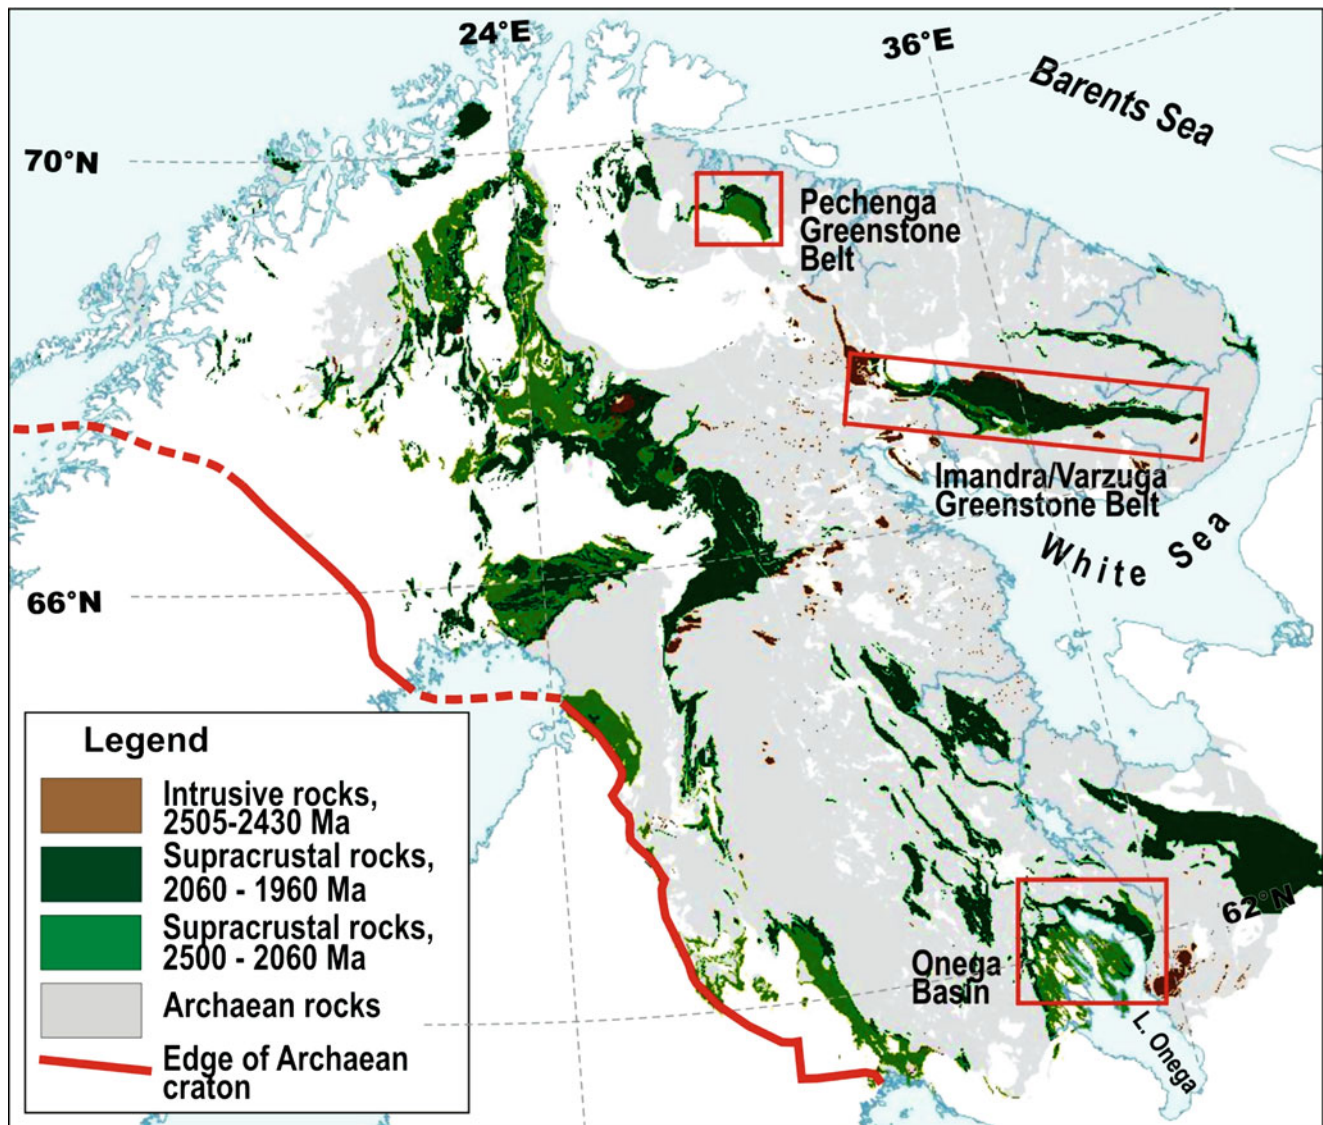 24°E
36°E
Barents Sea
70°N
Pechenga
Greenstone
Belt
Imandra/Varzuga
Greenstone Belt
White Sea
66°N
62°N
Onega
Basin
L. Onega
Legend
Intrusive rocks,
2505-2430 Ma
Supracrustal rocks,
2060 - 1960 Ma
Supracrustal rocks,
2500 - 2060 Ma
Archaean rocks
Edge of Archaean
craton